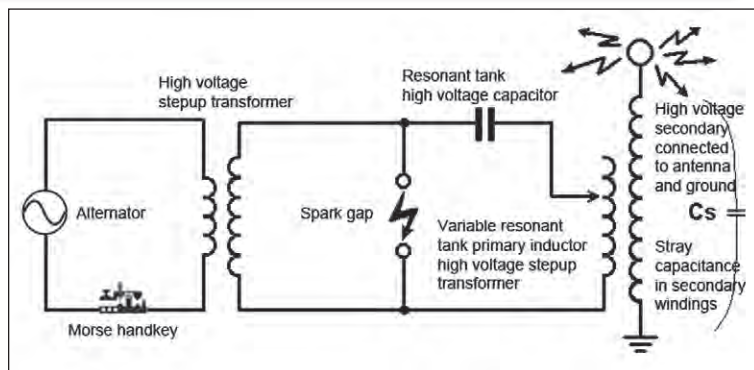 High voltage
stepup transformer
Resonant tank
high voltage capacitor
Alternator
Spark gap
Variable resonant
tank primary inductor
high voltage stepup
transformer
High voltage
secondary
connected
to antenna
and ground
Cs
Stray
capacitance
in secondary
windings
Morse handkey